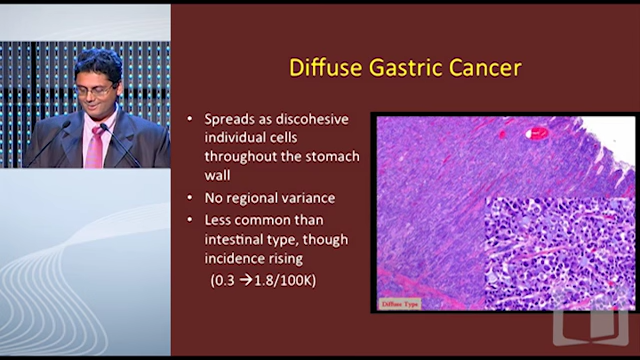 Diffuse Gastric Cancer
• Spreads as discohesive
individual cells
throughout the stomach
wall
• No regional variance
• Less common than
intestinal type, though
incidence rising
(0.3 →1.8/100K)
Diffuse Type